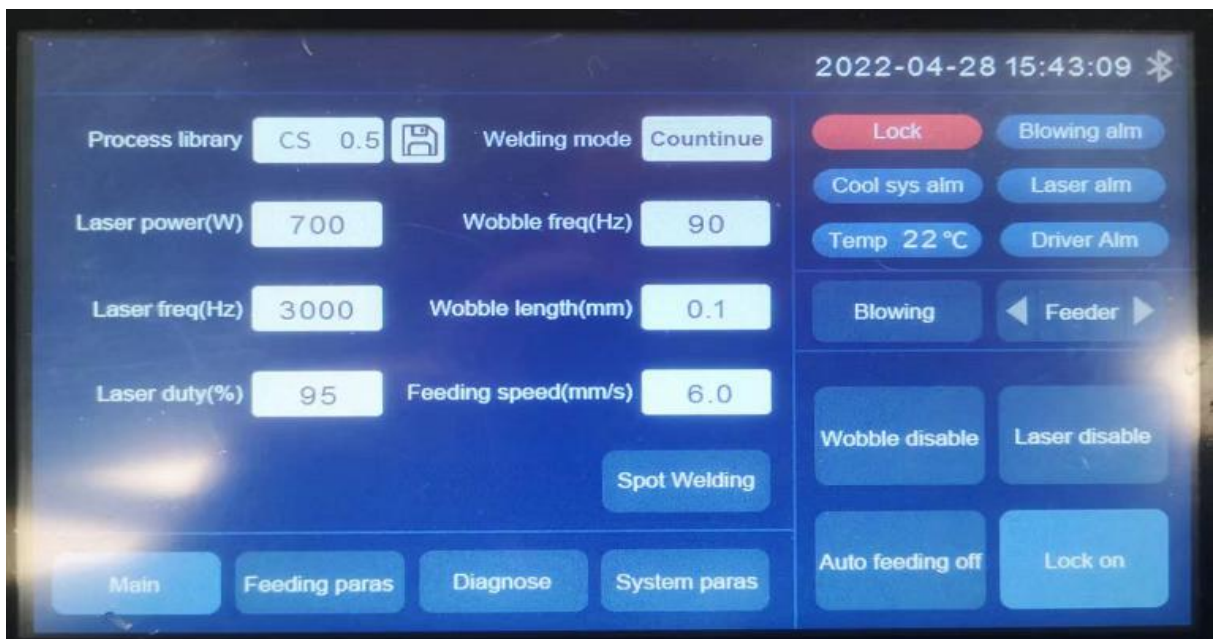 2022-04-28 15:43:09
Process library CS 0.5 Welding mode Countinue
Laser power(W) 700 Wobble freq(Hz) 90
Laser freq(Hz) 3000 Wobble length(mm) 0.1
Laser duty(%) 95 Feeding speed(mm/s) 6.0
Spot Welding
Main Feeding paras Diagnose System paras
Lock Blowing alm
Cool sys alm Laser alm
Temp 22℃ Driver Alm
Blowing Feeder
Wobble disable Laser disable
Auto feeding off Lock on